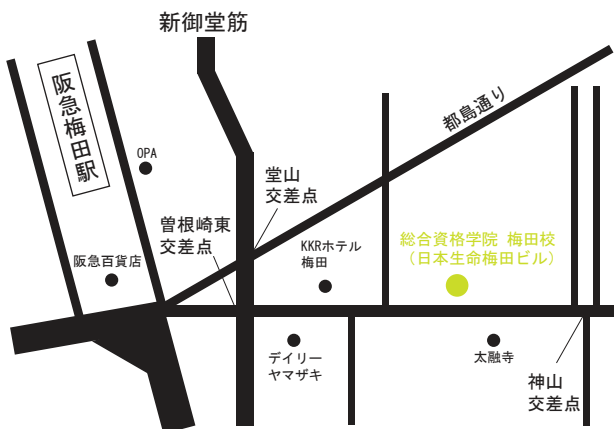 新御堂筋
阪急梅田駅
都島通り
OPA
堂山
交差点
曽根崎東
交差点
KKRホテル
梅田
総合資格学院 梅田校
（日本生命梅田ビル）
阪急百貨店
デイリー
ヤマザキ
太融寺
神山
交差点